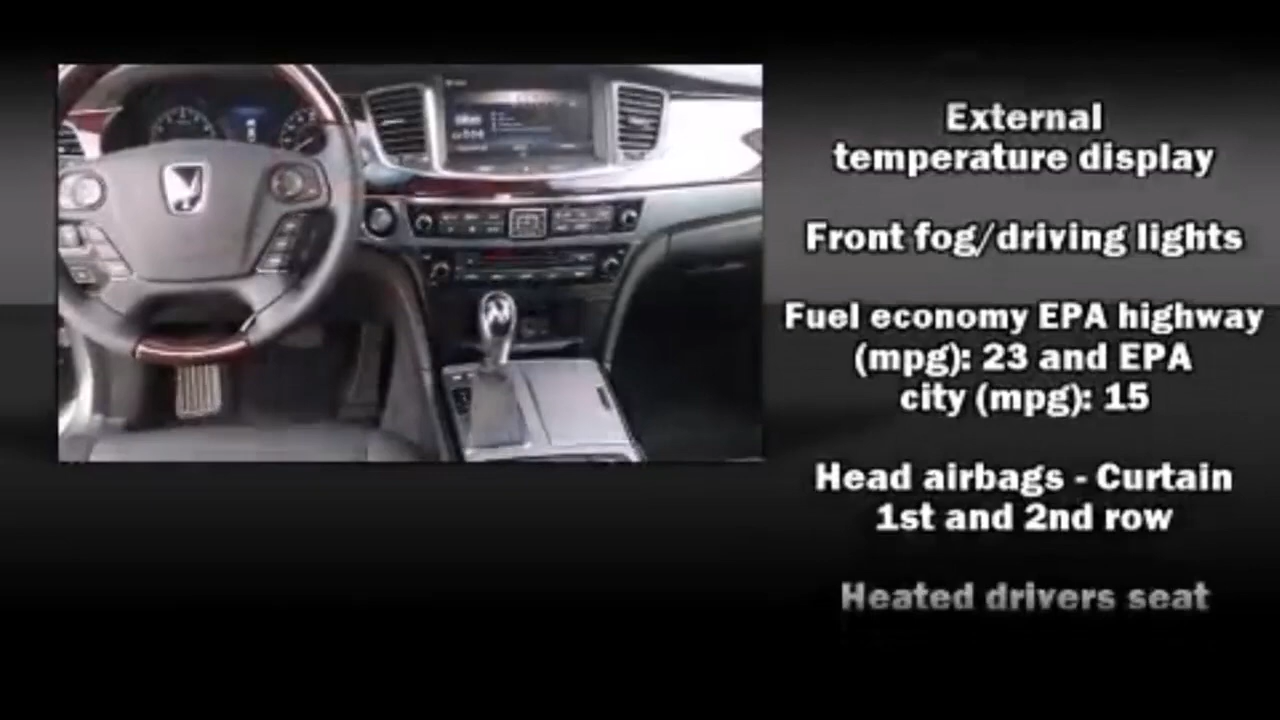 External
temperature display
Front fog/driving lights
Fuel economy EPA highway
(mpg): 23 and EPA
city (mpg): 15
Head airbags - Curtain
1st and 2nd row
Heated drivers seat